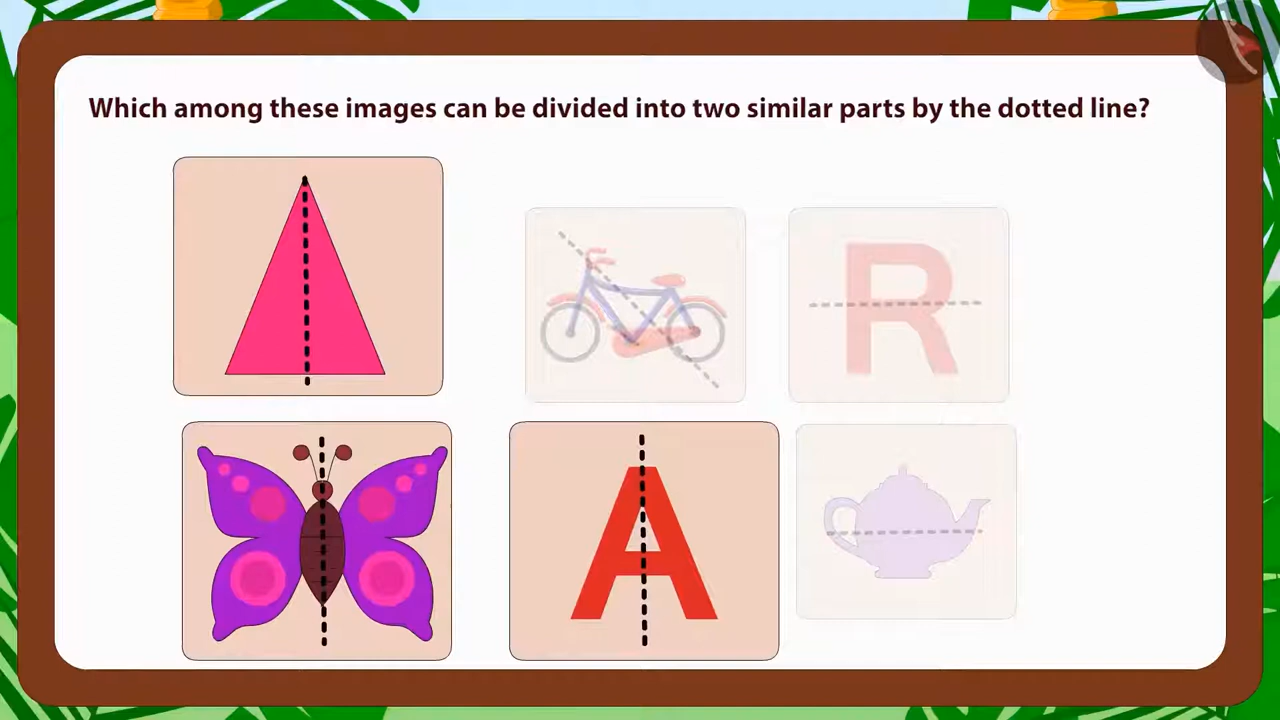 Which among these images can be divided into two similar parts by the dotted line?
R
A